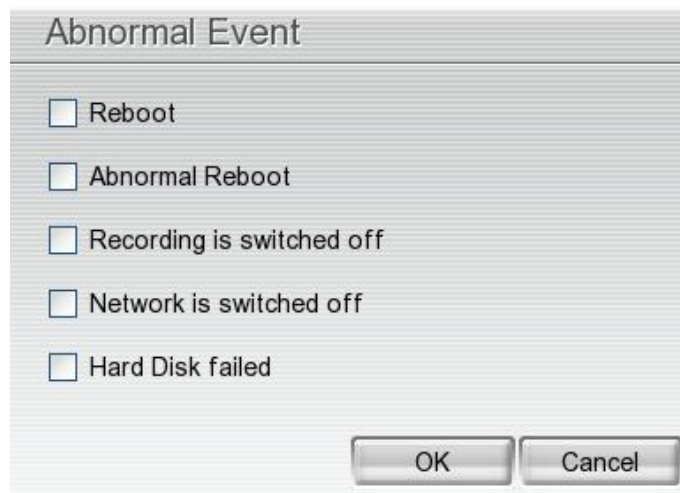 Abnormal Event
Reboot
Abnormal Reboot
Recording is switched off
Network is switched off
Hard Disk failed
OK
Cancel